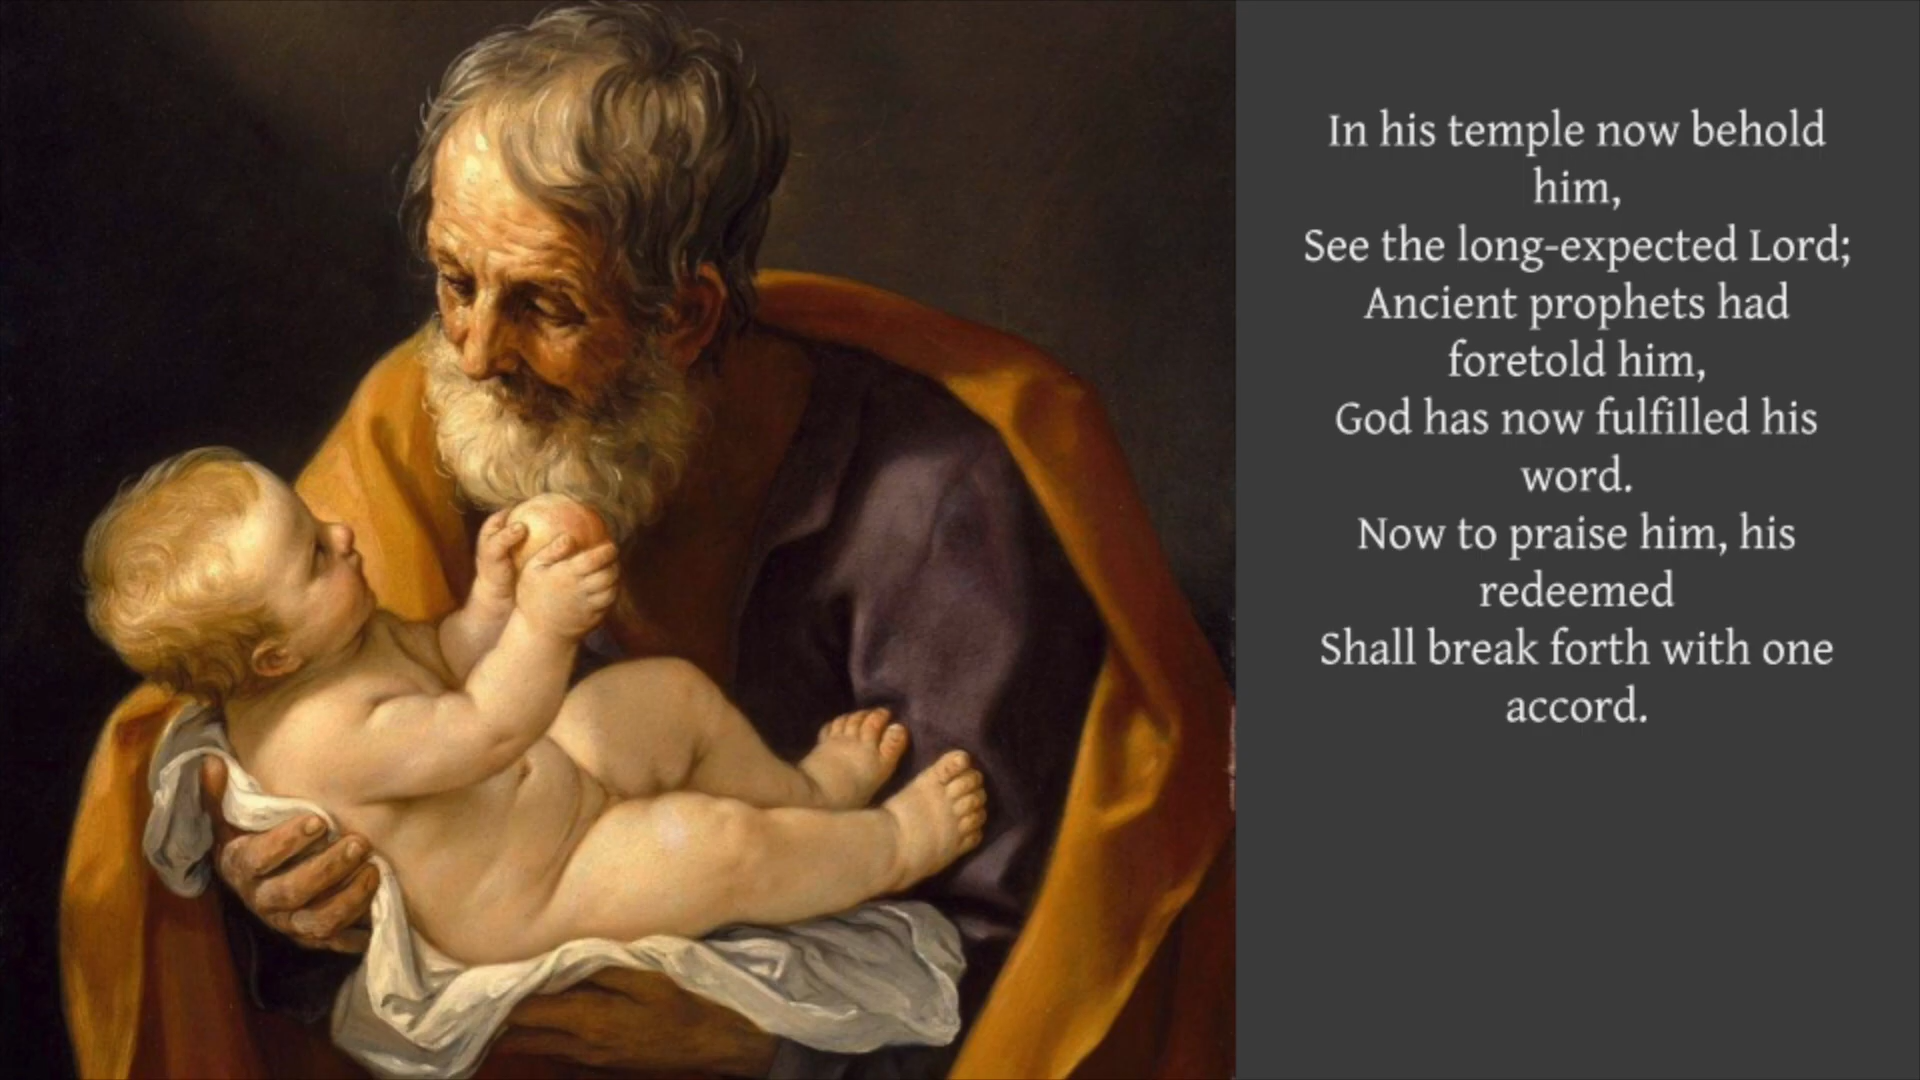 In his temple now behold
him,
See the long-expected Lord;
Ancient prophets had
foretold him,
God has now fulfilled his
word.
Now to praise him, his
redeemed
Shall break forth with one
accord.